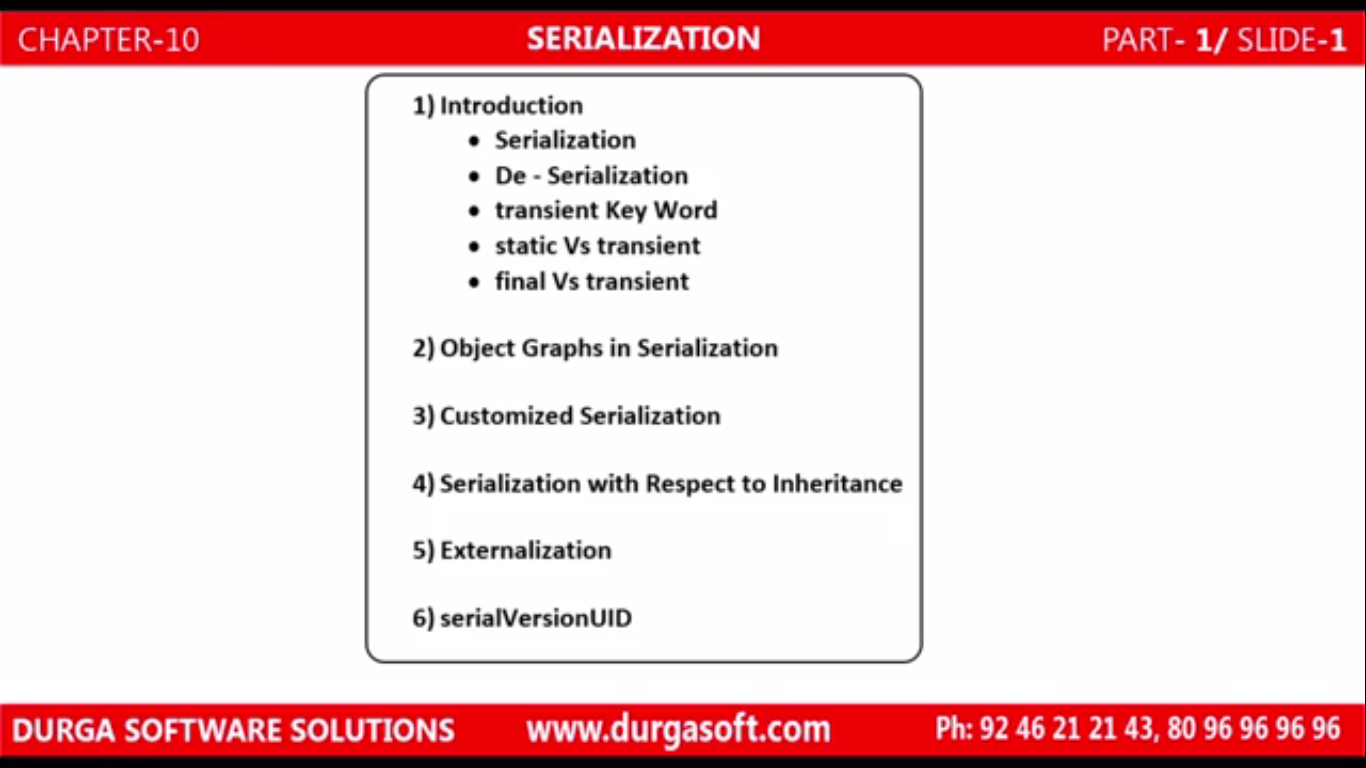 CHAPTER-10
SERIALIZATION
PART- 1/ SLIDE-1
1) Introduction
• Serialization
• De - Serialization
• transient Key Word
• static Vs transient
• final Vs transient
2) Object Graphs in Serialization
3) Customized Serialization
4) Serialization with Respect to Inheritance
5) Externalization
6) serialVersionUID
DURGA SOFTWARE SOLUTIONS
www.durgasoft.com
Ph: 92 46 21 21 43, 80 96 96 96 96